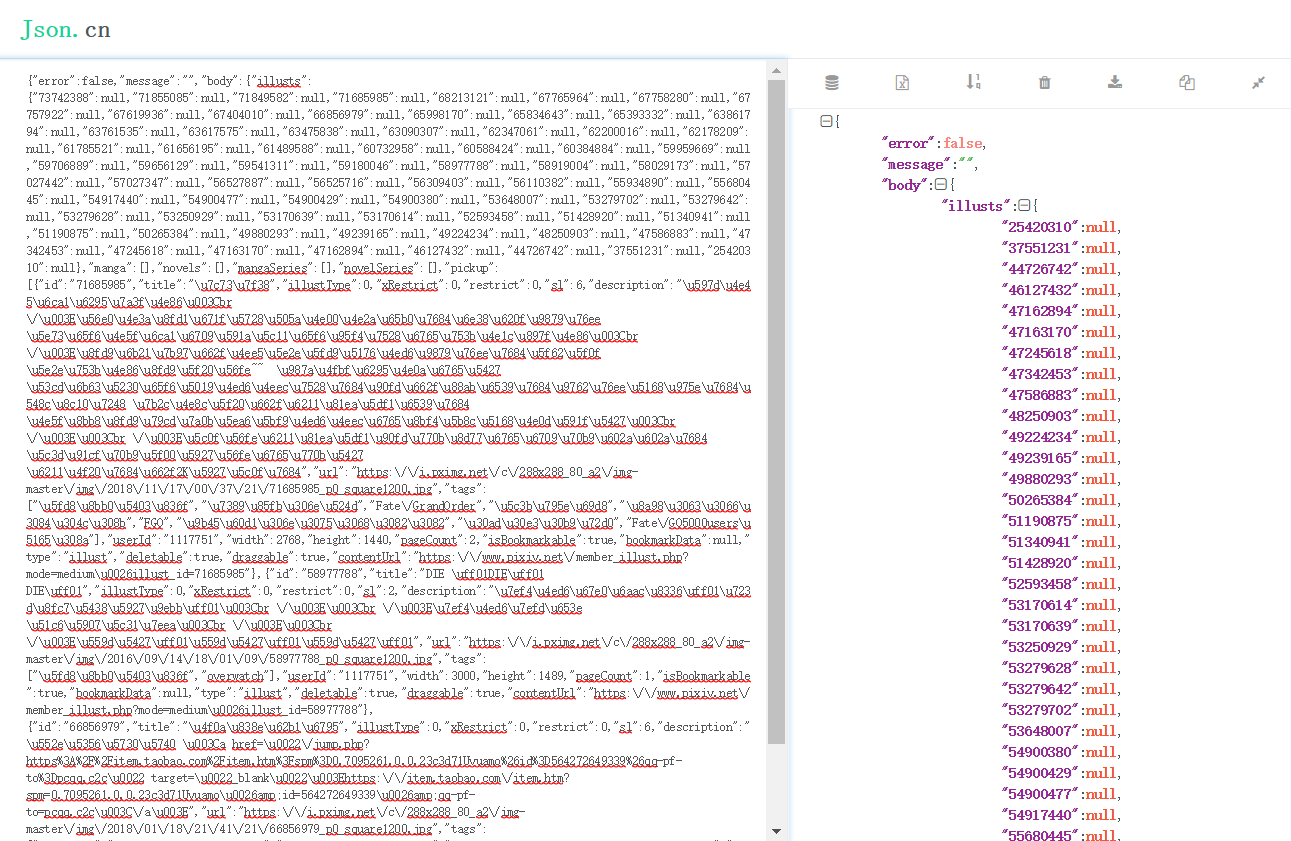 Json. cn
{"error":false,"message":"","body":{"illusts":
{"73742388":null,"71855085":null,"71849582":null,"71685985":null,"68213121":null,"67765964":null,"67758280":null,"67
757922":null,"67619936":null,"67404010":null,"66856979":null,"65998170":null,"65834643":null,"65393332":null,"638617
94":null,"63761535":null,"63617575":null,"63475838":null,"63090307":null,"62347061":null,"62200016":null,"62178209"
:null,"61785521":null,"61656195":null,"61489588":null,"60732958":null,"60588424":null,"60384884":null,"59959669":null
,"59706889":null,"59656129":null,"59541311":null,"59180046":null,"58977788":null,"58919004":null,"58029173":null,"57
027442":null,"57027347":null,"56527887":null,"56525716":null,"56309403":null,"56110382":null,"55934890":null,"556804
45":null,"54917440":null,"54900477":null,"54900429":null,"54900380":null,"53648007":null,"53279702":null,"53279642"
:null,"53279628":null,"53250929":null,"53170639":null,"53170614":null,"52593458":null,"51428920":null,"51340941":null
,"51190875":null,"50265384":null,"49880293":null,"49239165":null,"49224234":null,"48250903":null,"47586883":null,"47
342453":null,"47245618":null,"47163170":null,"47162894":null,"46127432":null,"44726742":null,"37551231":null,"254203
10":null},"manga":[],"novels":[],"mangaSeries":[],"novelSeries":[],"pickup":
[{"id":"71685985","title":"\u7c73\u7f38","illustType":0,"xRestrict":0,"restrict":0,"sl":6,"description":"\u597d\u4e4
5\u6ca1\u6295\u7a3f\u4e86\u003Cbr
\/\u003E\u56e0\u4e3a\u8fd1\u671f\u5728\u505a\u4e00\u4e2a\u65b0\u7684\u6e38\u620f\u9879\u76ee
\u5e73\u65f6\u4e5f\u6ca1\u6709\u591a\u5c11\u65f6\u95f4\u7528\u6765\u753b\u4e1c\u897f\u4e86\u003Cbr
\/\u003E\u8fd9\u6b21\u7b97\u662f\u4ee5\u5e2e\u5fd9\u5176\u4ed6\u9879\u76ee\u7684\u5f62\u5f0f
\u5e2e\u753b\u4e86\u8fd9\u5f20\u56fe~~  \u987a\u4fbf\u6295\u4e0a\u6765\u5427
\u53cd\u6b63\u5230\u65f6\u5019\u4ed6\u4eec\u7528\u7684\u90fd\u662f\u88ab\u6539\u7684\u9762\u76ee\u5168\u975e\u7684\u
548c\u8c10\u7248 \u7b2c\u4e8c\u5f20 \u662f\u6211\u81ea\u5df1\u6539\u7684
\u4e5f\u8bb8\u8fd9\u79cd\u7a0b\u5ea6\u5bf9\u4ed6\u4eec\u6765\u8bf4\u5b8c\u5168\u4e0d\u591f\u5427\u003Cbr
\/\u003E\u003Cbr \/\u003E\u5c0f\u56fe\u6211\u81ea\u5df1\u90fd\u770b\u8d77\u6765\u6709\u70b9\u602a\u602a\u7684
\u5c3d\u91cf\u70b9\u5f00\u5927\u56fe\u6765\u770b\u5427
\u6211\u4f20\u7684\u662f2K\u5927\u5c0f\u7684","url":"https:\/\/i.pximg.net\/c\/288x288_80_a2\/img-
master\/img\/2018\/11\/17\/00\/37\/21\/71685985_p0_square1200.jpg","tags":
["\u5fd8\u8bb0\u5403\u836f","\u7389\u85fb\u306e\u524d","Fate\/GrandOrder","\u5c3b\u795e\u69d8","\u8a98\u3063\u3066\u
3084\u304c\u308b","FGO","\u9b45\u60d1\u306e\u3075\u3068\u3082\u3082","\u30ad\u30e3\u30b9\u72d0","Fate\/GO5000users\u
5165\u308a"],"userId":"1117751","width":2768,"height":1440,"pageCount":2,"isBookmarkable":true,"bookmarkData":null,"
type":"illust","deletable":true,"draggable":true,"contentUrl":"https:\/\/www.pixiv.net\/member_illust.php?
mode=medium\u0026illust_id=71685985"},{"id":"58977788","title":"DIE \uff01DIE\uff01
DIE\uff01","illustType":0,"xRestrict":0,"restrict":0,"sl":2,"description":"\u7ef4\u4ed6\u67e0\u6aac\u8336\uff01\u723
d\u8fc7\u5438\u5927\u9ebb\uff01\u003Cbr \/\u003E\u003Cbr \/\u003E\u7ef4\u4ed6\u7efd\u653e
\u51c6\u5907\u5c31\u7eea\u003Cbr \/\u003E\u003Cbr
\/\u003E\u559d\u5427\uff01\u559d\u5427\uff01\u559d\u5427\uff01","url":"https:\/\/i.pximg.net\/c\/288x288_80_a2\/img-
master\/img\/2016\/09\/14\/18\/01\/09\/58977788_p0_square1200.jpg","tags":
["\u5fd8\u8bb0\u5403\u836f","overwatch"],"userId":"1117751","width":3000,"height":1489,"pageCount":1,"isBookmarkable
":true,"bookmarkData":null,"type":"illust","deletable":true,"draggable":true,"contentUrl":"https:\/\/www.pixiv.net\/
member_illust.php?mode=medium\u0026illust_id=58977788"},
{"id":"66856979","title":"\u4f0a\u838e\u62b1\u6795","illustType":0,"xRestrict":0,"restrict":0,"sl":6,"description":"
\u552e\u5356\u5730\u5740 \u003Ca href=\u0022\/jump.php?
https%3A%2F%2Fitem.taobao.com%2Fitem.htm%3Fspm%3D0.7095261.0.0.23c3d71Uvuamo%26id%3D564272649339%26qq-pf-
to%3Dpcqq.c2c\u0022 target=\u0022_blank\u0022\u003Ehttps:\/\/item.taobao.com\/item.htm?
spm=0.7095261.0.0.23c3d71Uvuamo\u0026amp;id=564272649339\u0026amp;qq-pf-
to=pcqq.c2c\u003C\/a\u003E","url":"https:\/\/i.pximg.net\/c\/288x288_80_a2\/img-
master\/img\/2018\/01\/18\/21\/41\/21\/66856979_p0_square1200.jpg","tags":
{
"error":false,
"message":"",
"body":{
"illusts":{
"25420310":null,
"37551231":null,
"44726742":null,
"46127432":null,
"47162894":null,
"47163170":null,
"47245618":null,
"47342453":null,
"47586883":null,
"48250903":null,
"49224234":null,
"49239165":null,
"49880293":null,
"50265384":null,
"51190875":null,
"51340941":null,
"51428920":null,
"52593458":null,
"53170614":null,
"53170639":null,
"53250929":null,
"53279628":null,
"53279642":null,
"53279702":null,
"53648007":null,
"54900380":null,
"54900429":null,
"54900477":null,
"54917440":null,
"55680445":null,